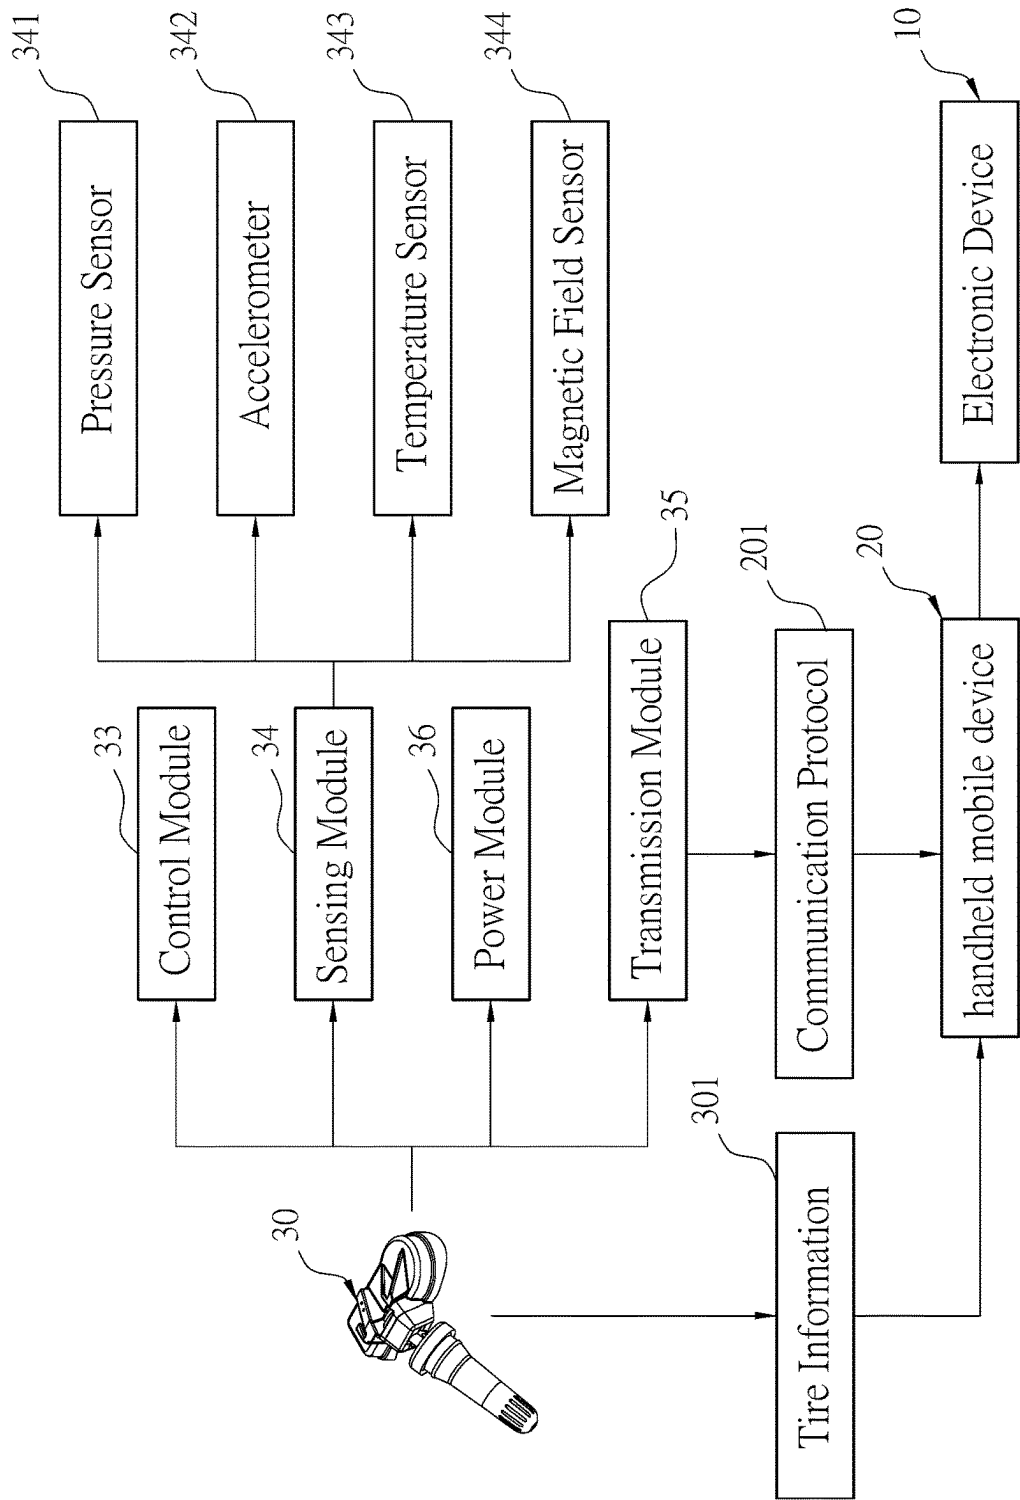 30
33
Control Module
34
Sensing Module
36
Power Module
35
Transmission Module
341
Pressure Sensor
342
Accelerometer
343
Temperature Sensor
344
Magnetic Field Sensor
301
Tire Information
201
Communication Protocol
20
handheld mobile device
10
Electronic Device